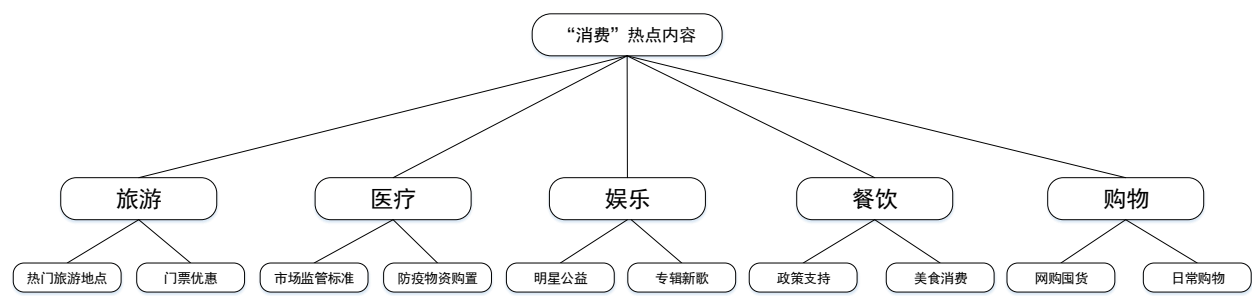 “消费”热点内容
旅游
医疗
娱乐
餐饮
购物
热门旅游地点
门票优惠
市场监管标准
防疫物资购置
明星公益
专辑新歌
政策支持
美食消费
网购囤货
日常购物